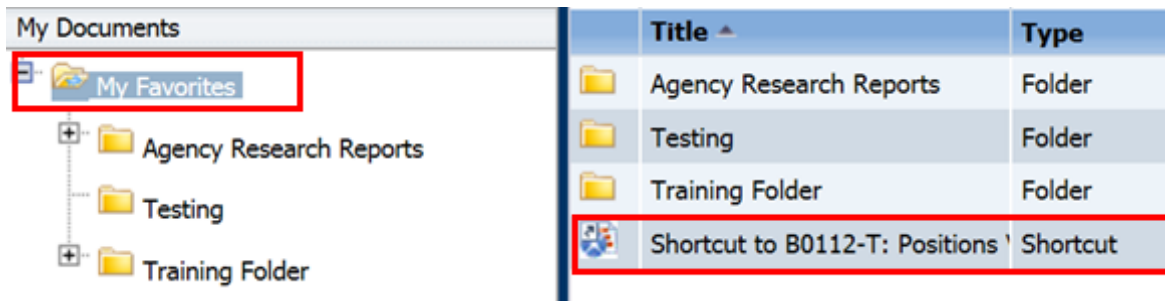 My Documents
My Favorites
Agency Research Reports
Testing
Training Folder
Title Type
Agency Research Reports Folder
Testing Folder
Training Folder Folder
Shortcut to B0112-T: Positions Shortcut